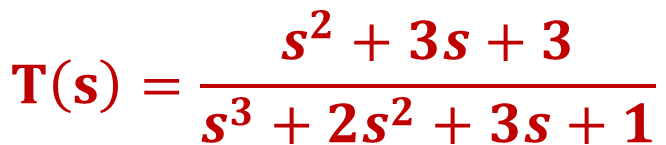 T(s) = (s² + 3s + 3) / (s³ + 2s² + 3s + 1)